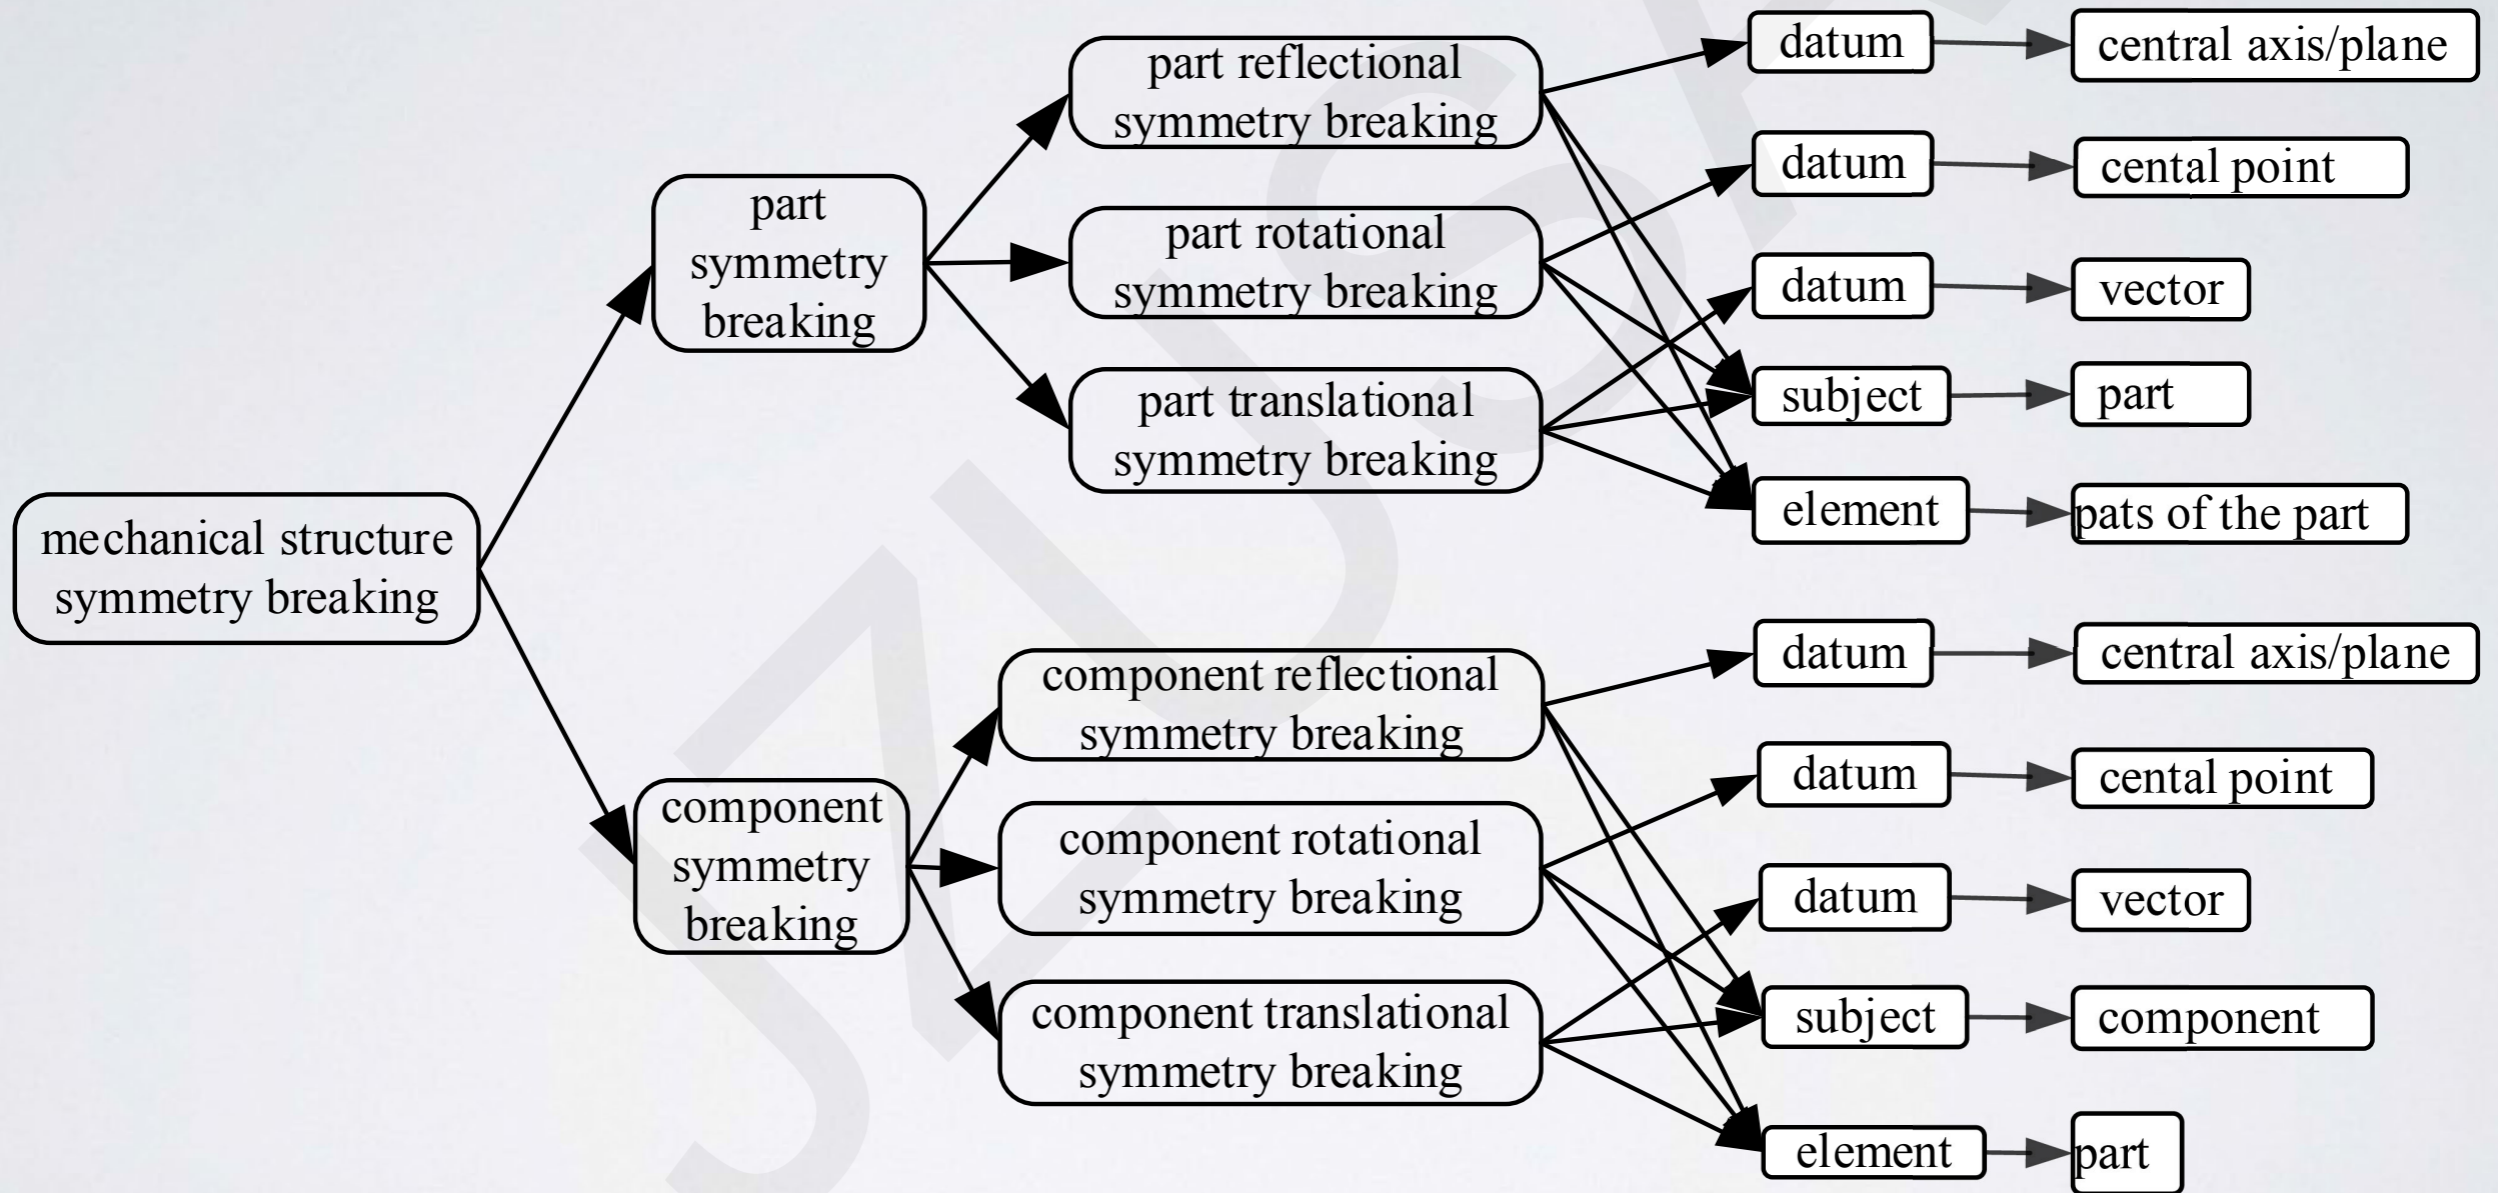 mechanical structure
symmetry breaking
part
symmetry
breaking
component
symmetry
breaking
part reflectional
symmetry breaking
part rotational
symmetry breaking
part translational
symmetry breaking
component reflectional
symmetry breaking
component rotational
symmetry breaking
component translational
symmetry breaking
datum
central axis/plane
datum
cental point
datum
vector
subject
part
element
pats of the part
datum
central axis/plane
datum
cental point
datum
vector
subject
component
element
part
JZUSA